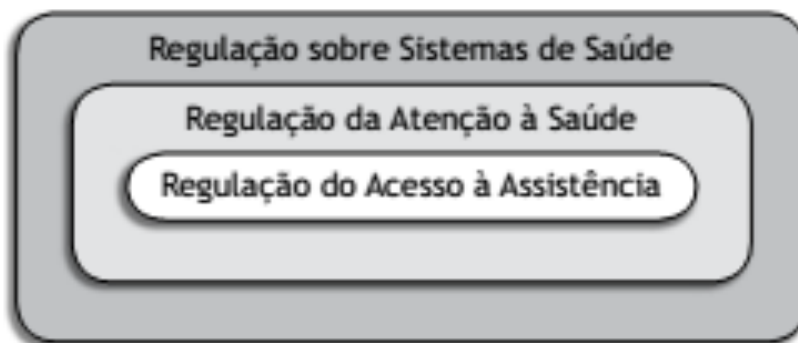 Regulação sobre Sistemas de Saúde
Regulação da Atenção à Saúde
Regulação do Acesso à Assistência